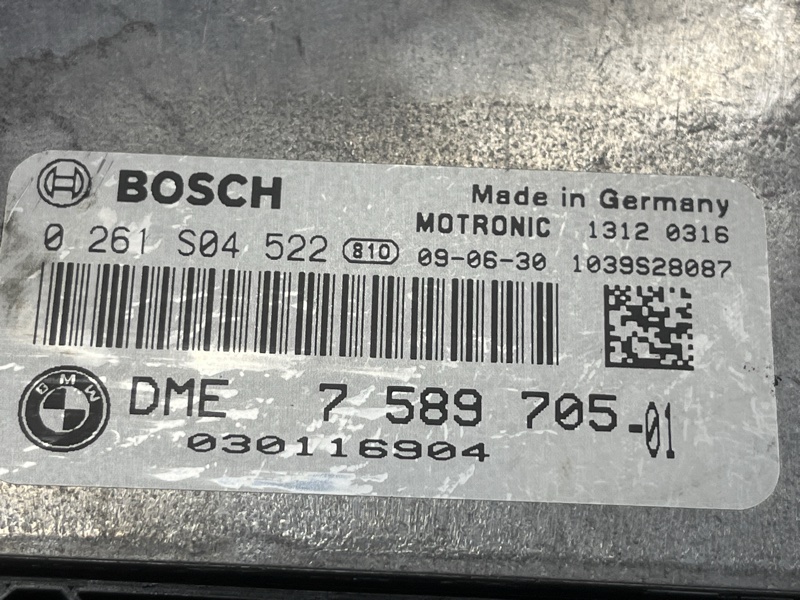 BOSCH
Made in Germany
MOTRONIC 1312 0316
0 261 S04 522 810 09-06-30 1039S28087
BMW
DME 7 589 705-01
030116904